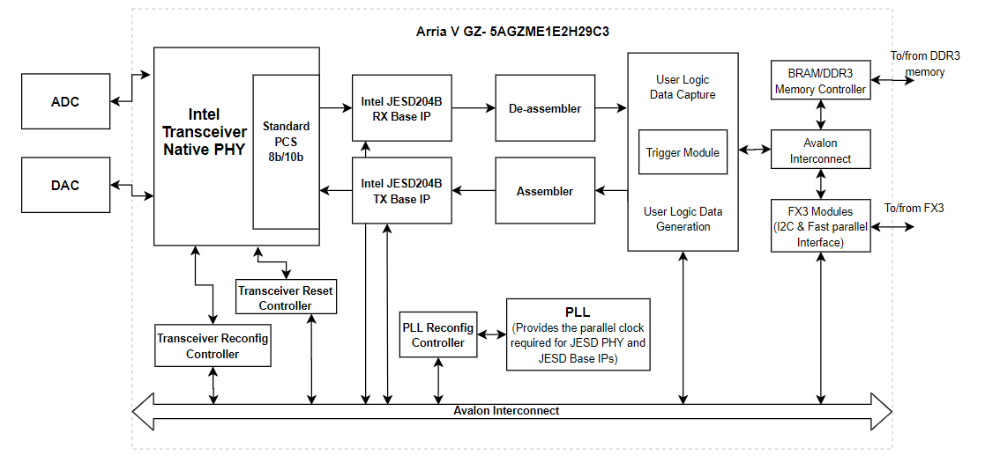 Arria V GZ- 5AGZME1E2H29C3
ADC
DAC
Intel
Transceiver
Native PHY
Standard
PCS
8b/10b
Intel JESD204B
RX Base IP
Intel JESD204B
TX Base IP
De-assembler
Assembler
User Logic
Data Capture
Trigger Module
User Logic Data
Generation
BRAM/DDR3
Memory Controller
Avalon
Interconnect
FX3 Modules
(I2C & Fast parallel
Interface)
To/from DDR3
memory
To/from FX3
Transceiver Reset
Controller
Transceiver Reconfig
Controller
PLL Reconfig
Controller
PLL
(Provides the parallel clock
required for JESD PHY and
JESD Base IPs)
Avalon Interconnect